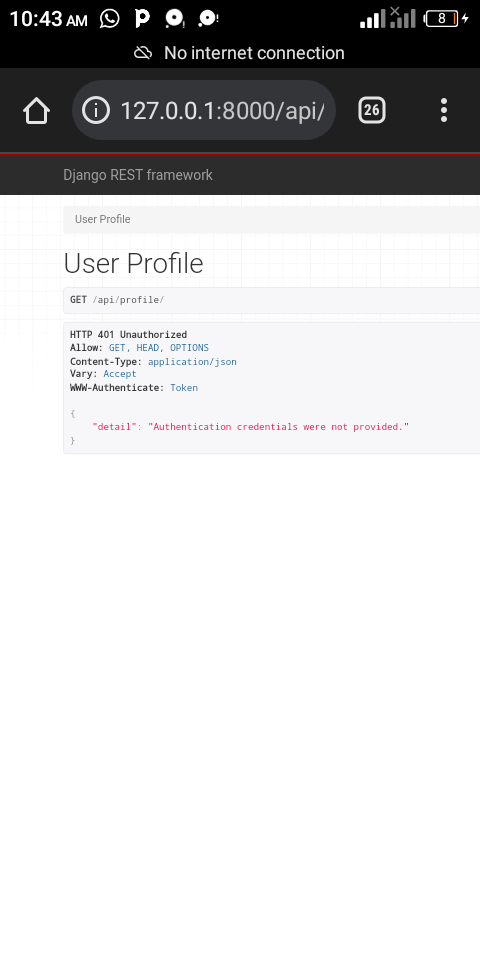 10:43 AM
8
No internet connection
127.0.0.1:8000/api/
26
Django REST framework
User Profile
User Profile
GET /api/profile/
HTTP 401 Unauthorized
Allow: GET, HEAD, OPTIONS
Content-Type: application/json
Vary: Accept
WWW-Authenticate: Token
{
"detail": "Authentication credentials were not provided."
}